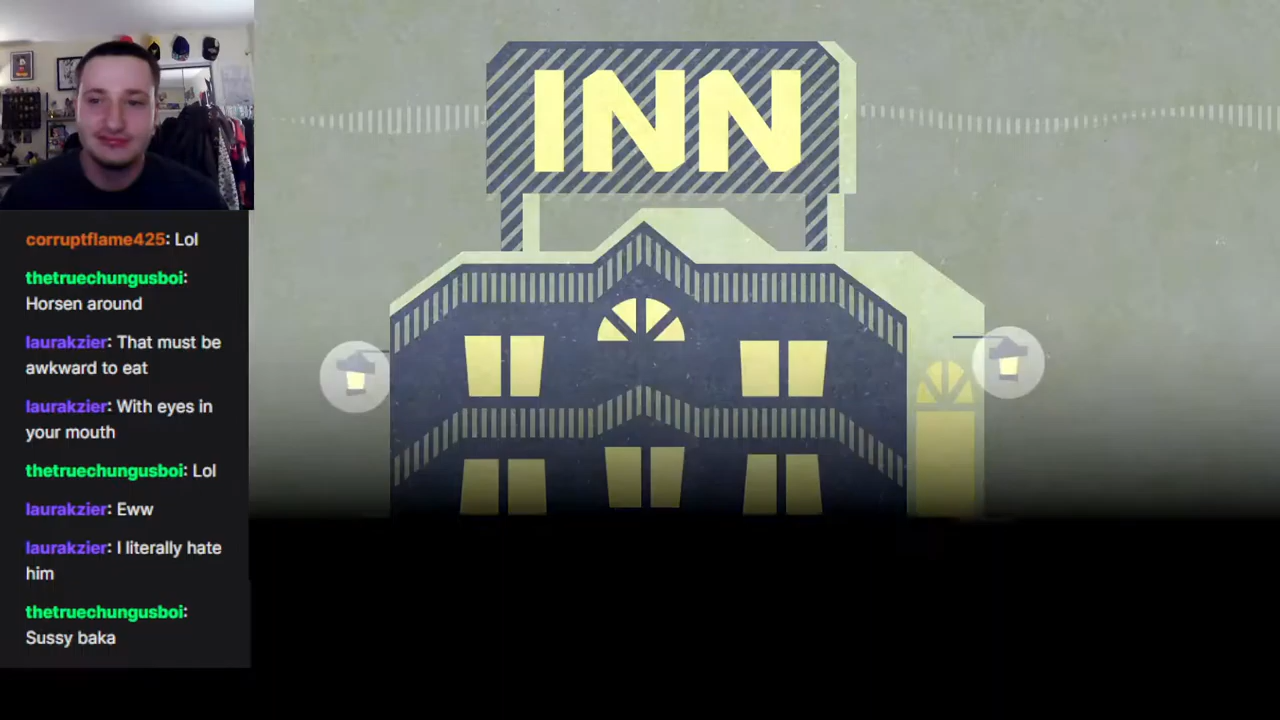 INN
corruptflame425: Lol
thetruechungusboi:
Horsen around
laurakzier: That must be
awkward to eat
laurakzier: With eyes in
your mouth
thetruechungusboi: Lol
laurakzier: Eww
laurakzier: I literally hate
him
thetruechungusboi:
Sussy baka